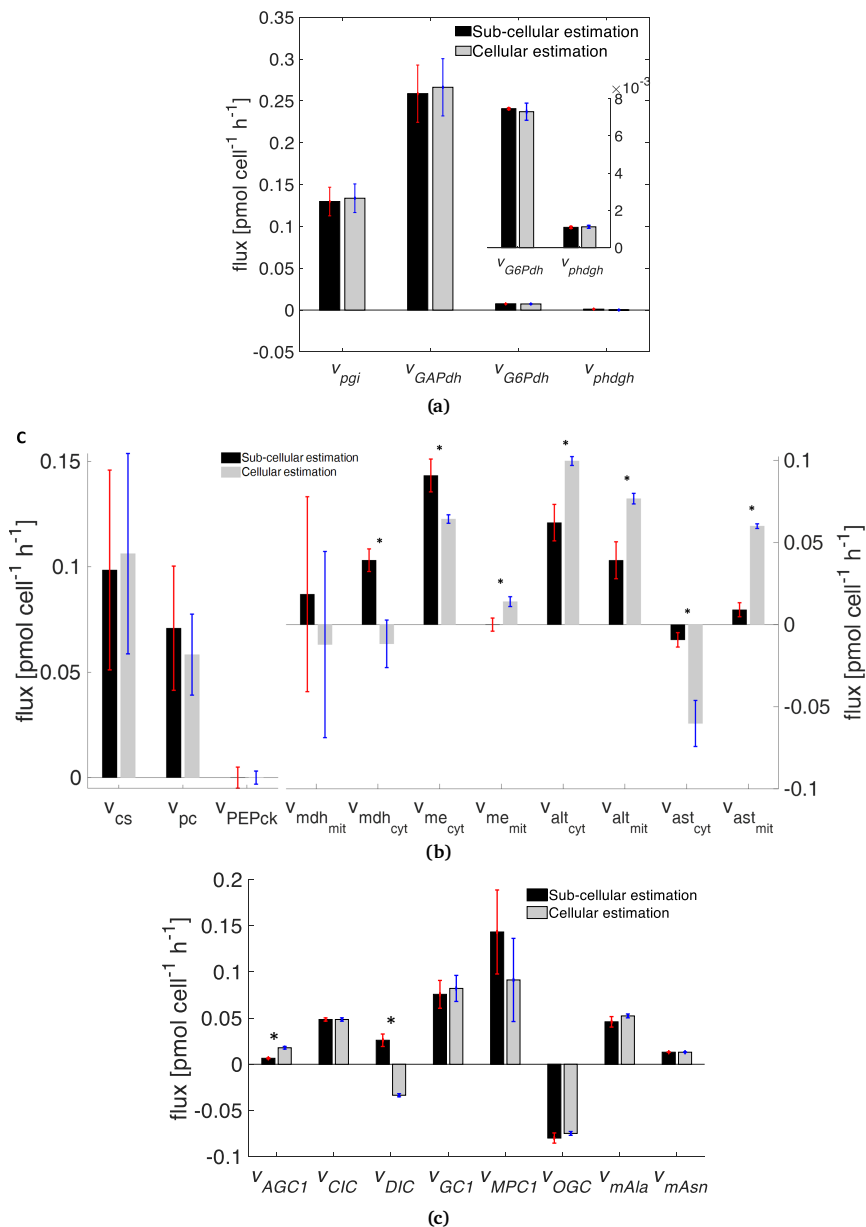 0.35
0.3
0.25
0.2
0.15
0.1
0.05
0
-0.05
flux [pmol cell⁻¹ h⁻¹]
Sub-cellular estimation
Cellular estimation
×10⁻³
8
6
4
2
0
v_G6Pdh v_phdgh
v_pgi v_GAPdh v_G6Pdh v_phdgh
(a)
C
0.15
0.1
0.05
0
flux [pmol cell⁻¹ h⁻¹]
Sub-cellular estimation
Cellular estimation
* * * * * * *
0.1
0.05
0
-0.05
-0.1
flux [pmol cell⁻¹ h⁻¹]
v_cs v_pc v_PEPck v_mdh_mit v_mdh_cyt v_me_cyt v_me_mit v_alt_cyt v_alt_mit v_ast_cyt v_ast_mit
(b)
0.2
0.15
0.1
0.05
0
-0.05
-0.1
flux [pmol cell⁻¹ h⁻¹]
Sub-cellular estimation
Cellular estimation
* *
v_AGC1 v_CIC v_DIC v_GC1 v_MPC1 v_OGC v_mAla v_mAsn
(c)